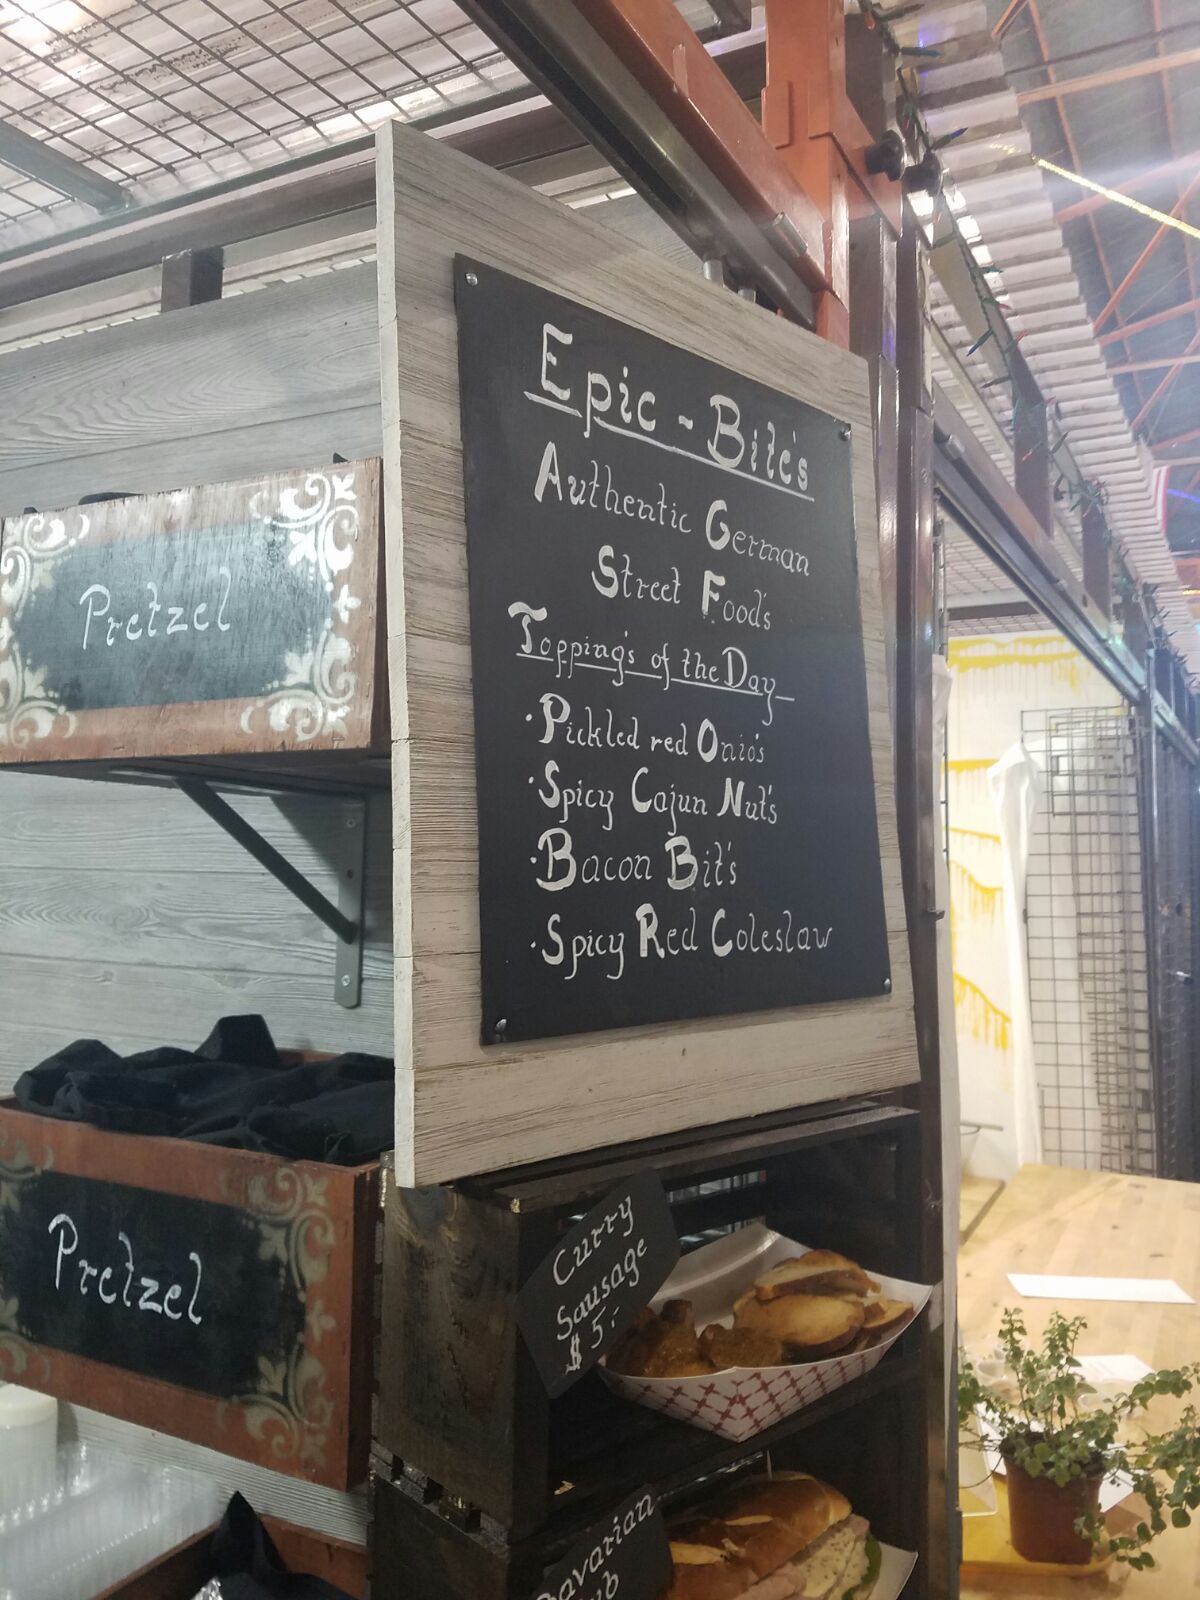 Epic - Bite's
Authentic German
Street Food's
Topping's of the Day
· Pickled red Onio's
· Spicy Cajun Nut's
· Bacon Bit's
· Spicy Red Coleslaw
Pretzel
Pretzel
Curry
Sausage
$5.-
Bavarian